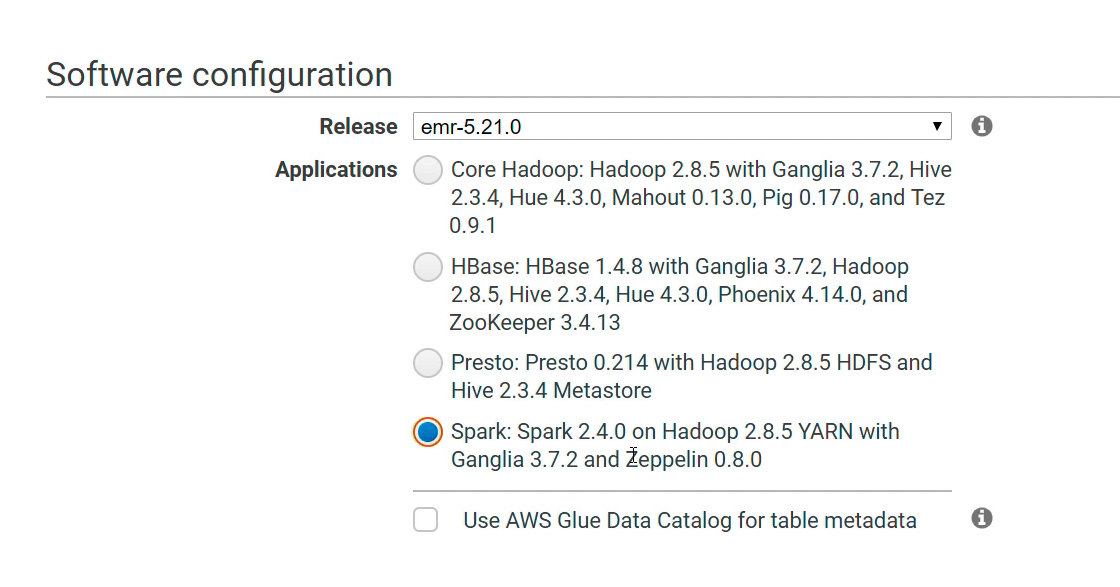 Software configuration
Release emr-5.21.0
Applications Core Hadoop: Hadoop 2.8.5 with Ganglia 3.7.2, Hive
2.3.4, Hue 4.3.0, Mahout 0.13.0, Pig 0.17.0, and Tez
0.9.1
HBase: HBase 1.4.8 with Ganglia 3.7.2, Hadoop
2.8.5, Hive 2.3.4, Hue 4.3.0, Phoenix 4.14.0, and
ZooKeeper 3.4.13
Presto: Presto 0.214 with Hadoop 2.8.5 HDFS and
Hive 2.3.4 Metastore
Spark: Spark 2.4.0 on Hadoop 2.8.5 YARN with
Ganglia 3.7.2 and Zeppelin 0.8.0
Use AWS Glue Data Catalog for table metadata